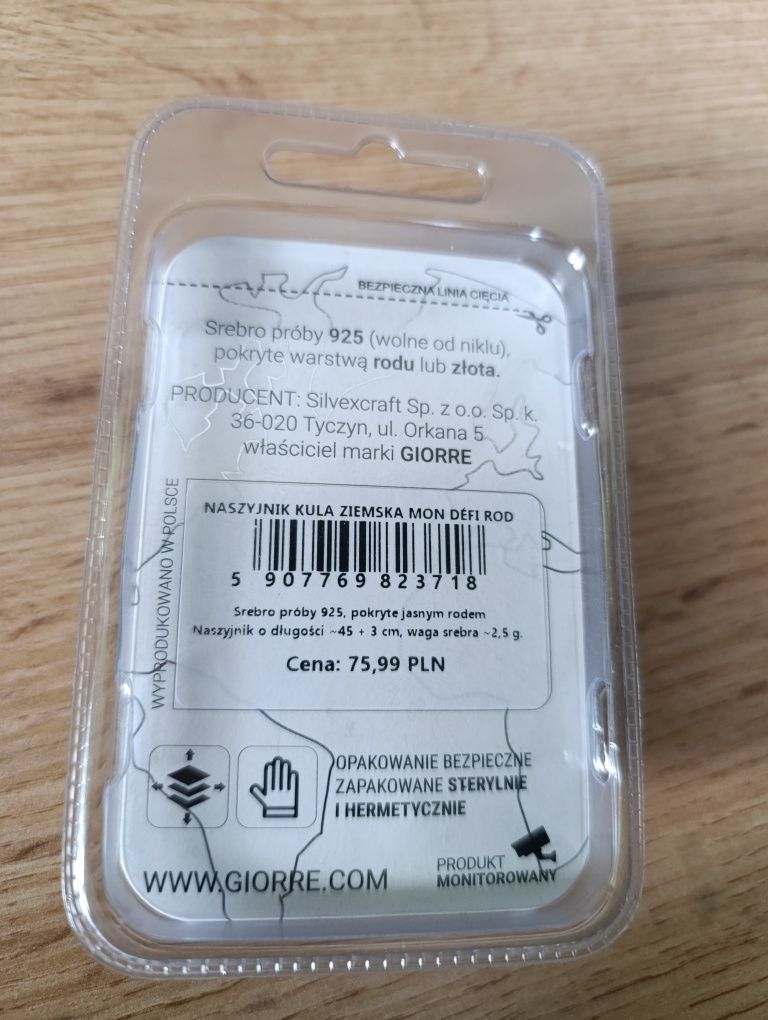 BEZPIECZNA LINIA CIĘCIA
Srebro próby 925 (wolne od niklu),
pokryte warstwą rodu lub złota.
PRODUCENT: Silvexcraft Sp. z o.o. Sp. k.
36-020 Tyczyn, ul. Orkana 5
właściciel marki GIORRE
WYPRODUKOWANO W POLSCE
NASZYJNIK KULA ZIEMSKA MON DÉFI ROD
5 907769 823718
Srebro próby 925, pokryte jasnym rodem
Naszyjnik o długości ~45 + 3 cm, waga srebra ~2,5 g.
Cena: 75,99 PLN
OPAKOWANIE BEZPIECZNE
ZAPAKOWANE STERYLNIE
I HERMETYCZNIE
WWW.GIORRE.COM
PRODUKT
MONITOROWANY